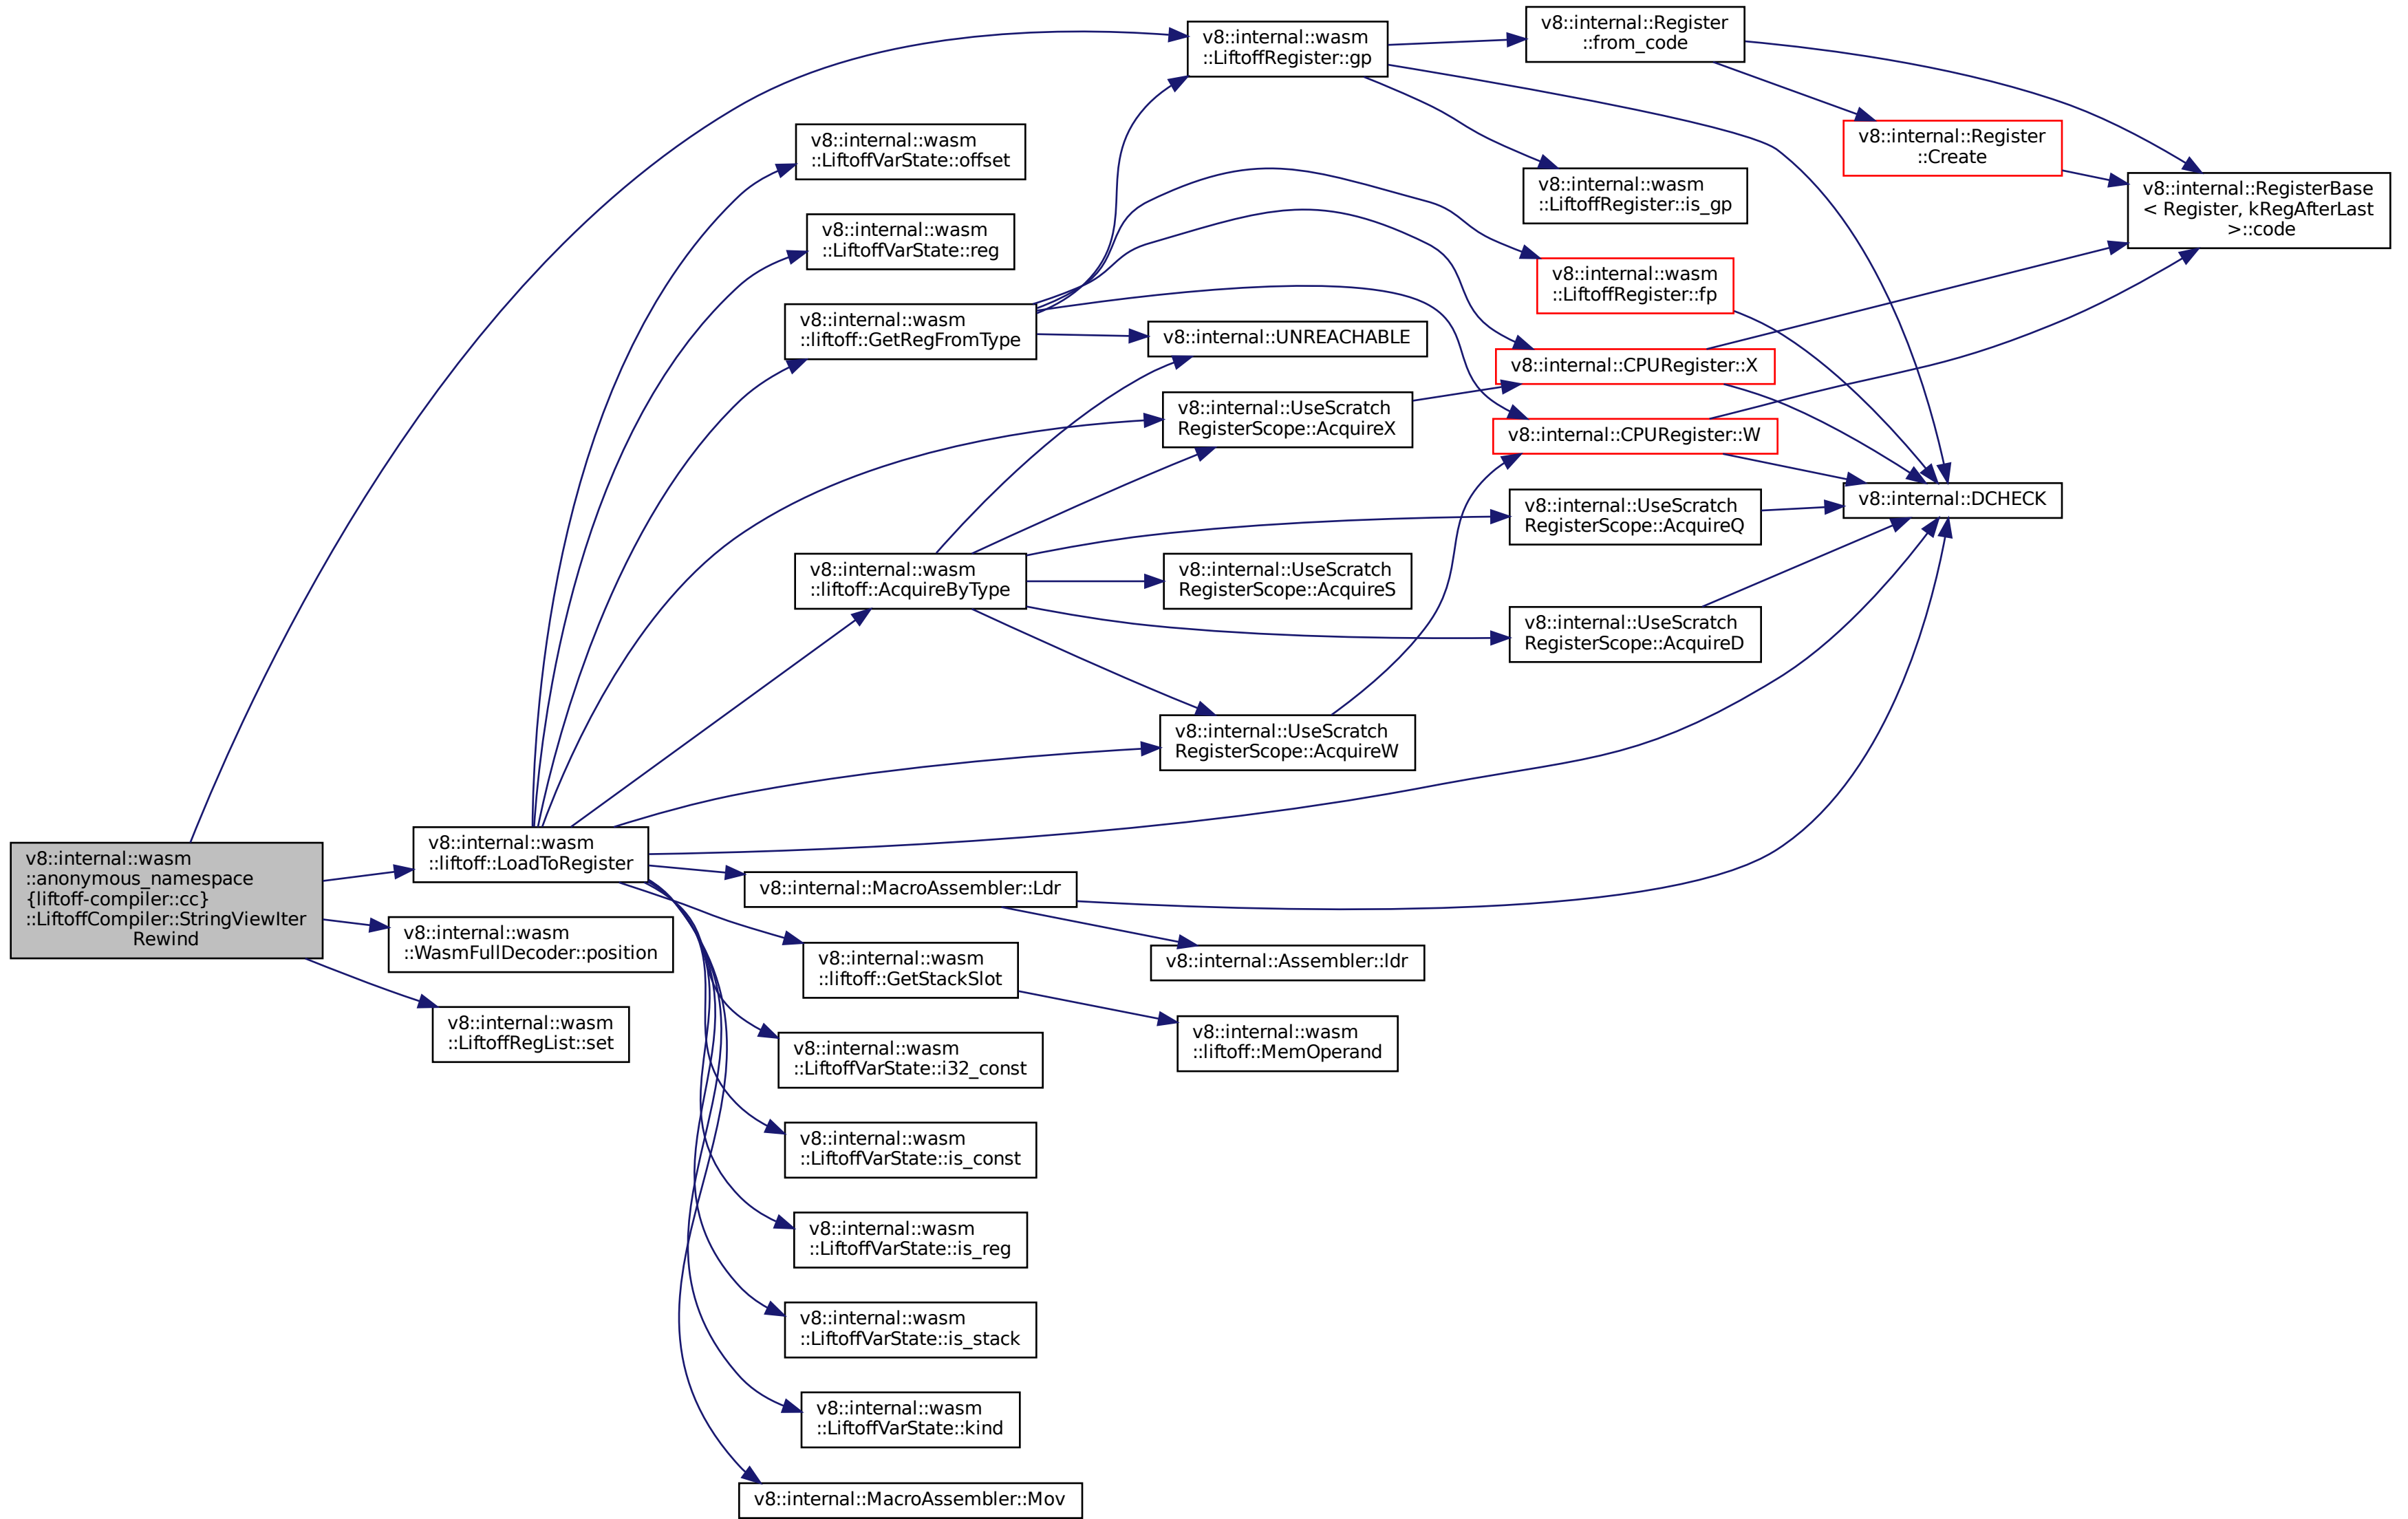 v8::internal::wasm
::anonymous_namespace
{liftoff-compiler::cc}
::LiftoffCompiler::StringViewIter
Rewind
v8::internal::wasm
::LiftoffRegister::gp
v8::internal::Register
::from_code
v8::internal::Register
::Create
v8::internal::RegisterBase
< Register, kRegAfterLast
>::code
v8::internal::wasm
::LiftoffRegister::is_gp
v8::internal::wasm
::LiftoffVarState::offset
v8::internal::wasm
::LiftoffVarState::reg
v8::internal::wasm
::liftoff::GetRegFromType
v8::internal::UNREACHABLE
v8::internal::wasm
::LiftoffRegister::fp
v8::internal::CPURegister::X
v8::internal::CPURegister::W
v8::internal::DCHECK
v8::internal::UseScratch
RegisterScope::AcquireX
v8::internal::UseScratch
RegisterScope::AcquireQ
v8::internal::wasm
::liftoff::AcquireByType
v8::internal::UseScratch
RegisterScope::AcquireS
v8::internal::UseScratch
RegisterScope::AcquireD
v8::internal::UseScratch
RegisterScope::AcquireW
v8::internal::wasm
::liftoff::LoadToRegister
v8::internal::wasm
::WasmFullDecoder::position
v8::internal::wasm
::LiftoffRegList::set
v8::internal::MacroAssembler::Ldr
v8::internal::Assembler::ldr
v8::internal::wasm
::liftoff::GetStackSlot
v8::internal::wasm
::liftoff::MemOperand
v8::internal::wasm
::LiftoffVarState::i32_const
v8::internal::wasm
::LiftoffVarState::is_const
v8::internal::wasm
::LiftoffVarState::is_reg
v8::internal::wasm
::LiftoffVarState::is_stack
v8::internal::wasm
::LiftoffVarState::kind
v8::internal::MacroAssembler::Mov